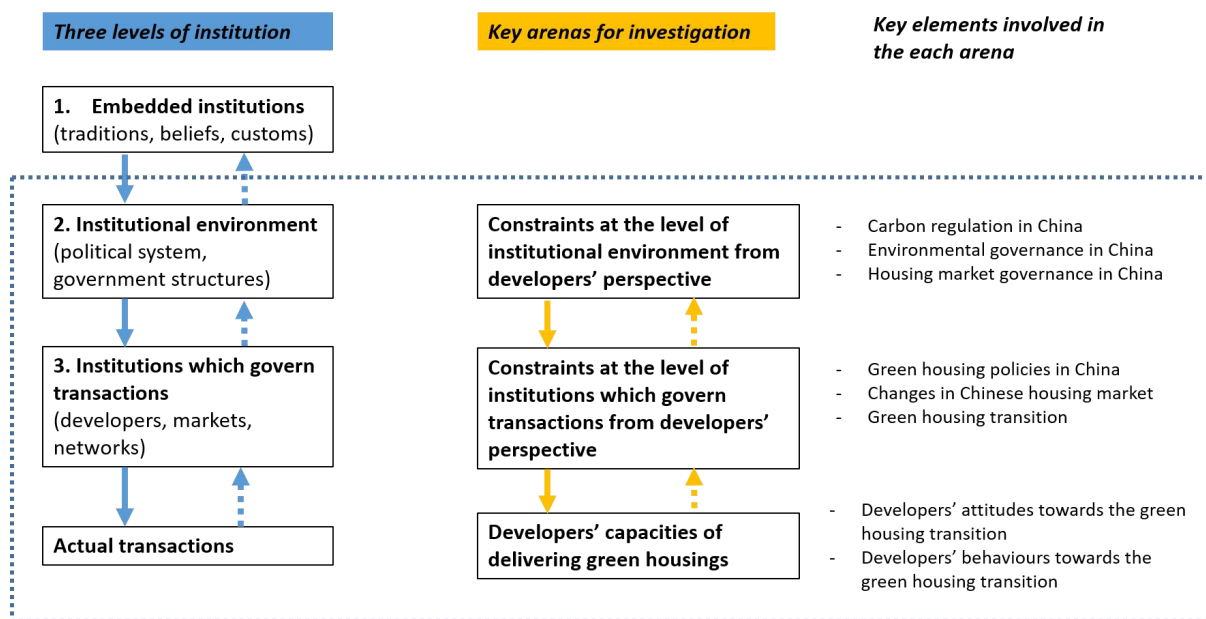 Three levels of institution
Key arenas for investigation
Key elements involved in
the each arena
1. Embedded institutions
(traditions, beliefs, customs)
2. Institutional environment
(political system,
government structures)
Constraints at the level of
institutional environment from
developers’ perspective
- Carbon regulation in China
- Environmental governance in China
- Housing market governance in China
3. Institutions which govern
transactions
(developers, markets,
networks)
Constraints at the level of
institutions which govern
transactions from developers’
perspective
- Green housing policies in China
- Changes in Chinese housing market
- Green housing transition
Actual transactions
Developers’ capacities of
delivering green housings
- Developers’ attitudes towards the green
housing transition
- Developers’ behaviours towards the
green housing transition